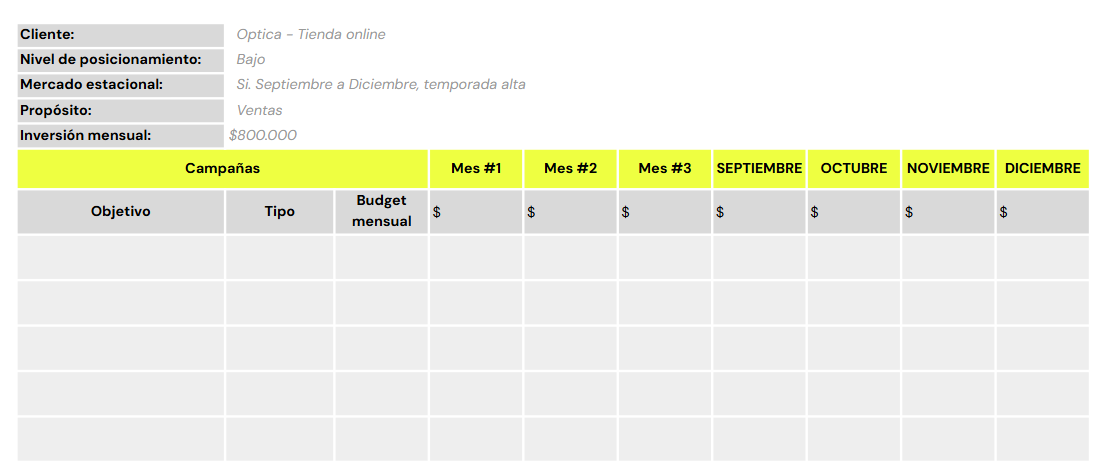 Cliente: Optica - Tienda online
Nivel de posicionamiento: Bajo
Mercado estacional: Si. Septiembre a Diciembre, temporada alta
Propósito: Ventas
Inversión mensual: $800.000
Campañas Mes #1 Mes #2 Mes #3 SEPTIEMBRE OCTUBRE NOVIEMBRE DICIEMBRE
Objetivo Tipo Budget mensual $ $ $ $ $ $ $